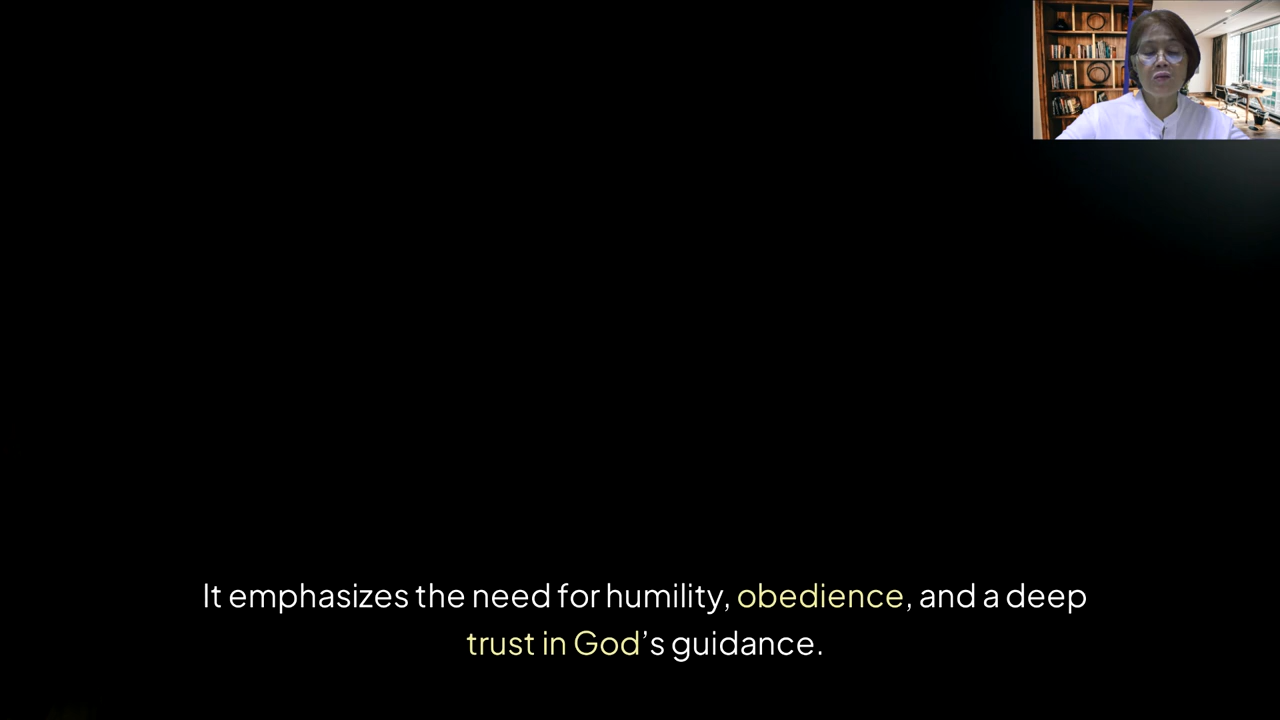 It emphasizes the need for humility, obedience, and a deep
trust in God’s guidance.